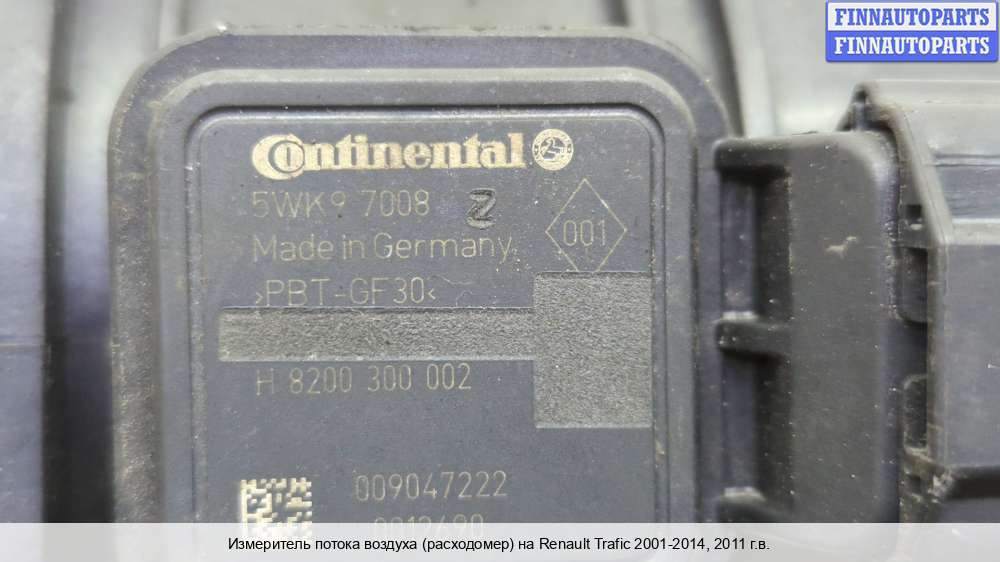 FINNAUTOPARTS
FINNAUTOPARTS
Continental
5WK9 7008 Z
001
Made in Germany
>PBT-GF30<
H 8200 300 002
009047222
0012490
Измеритель потока воздуха (расходомер) на Renault Trafic 2001-2014, 2011 г.в.